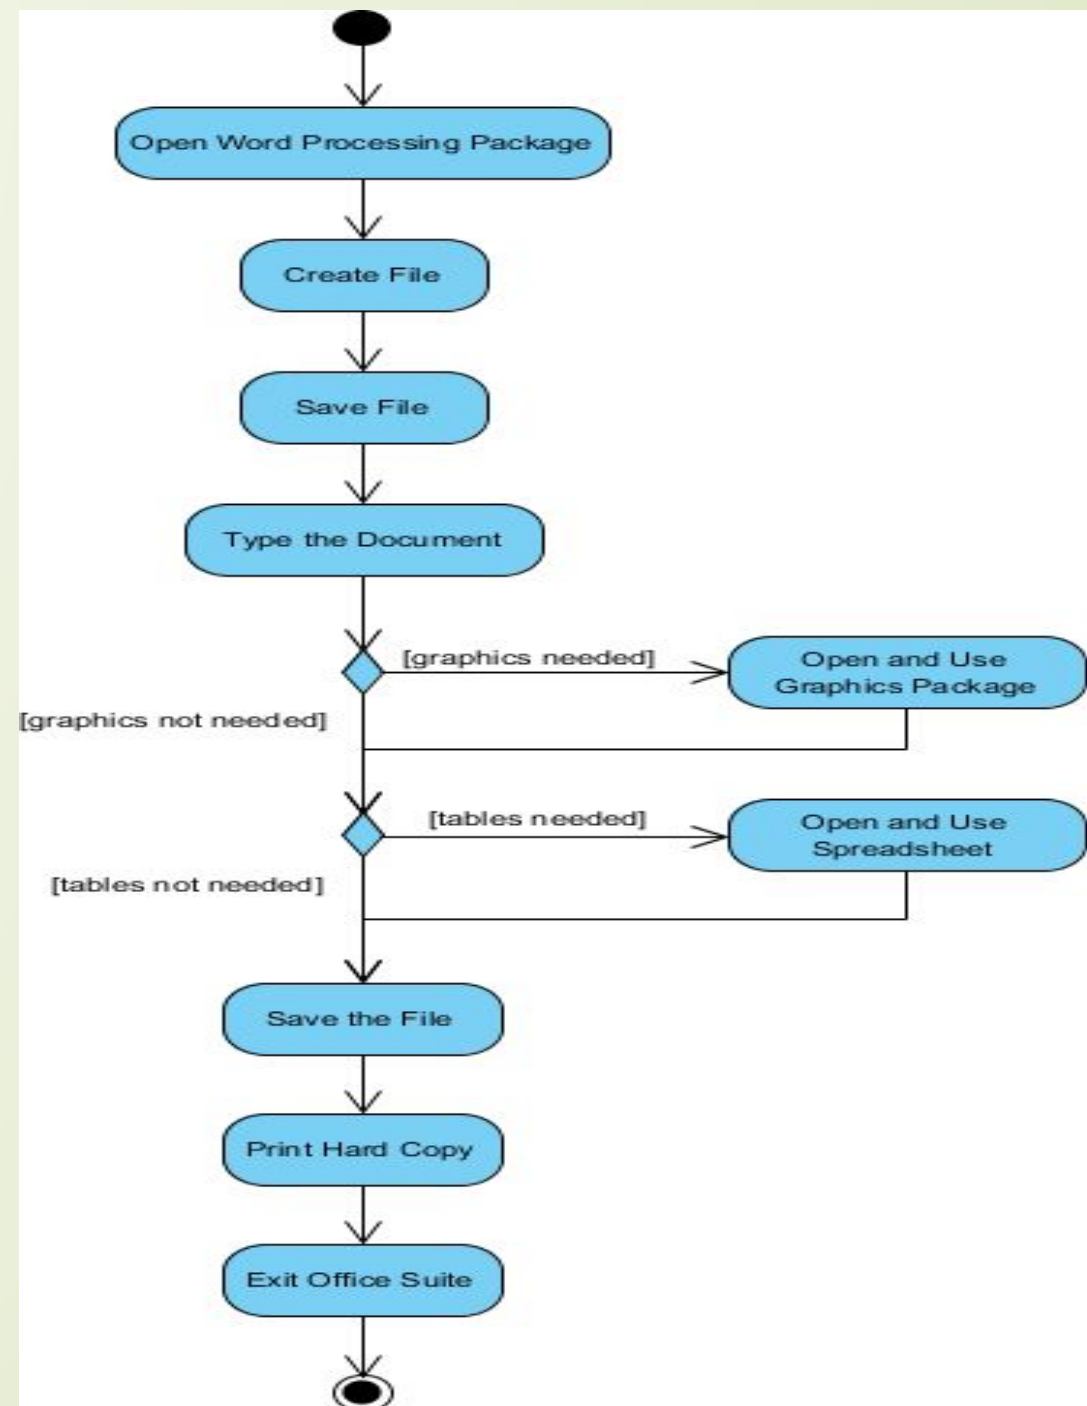 Open Word Processing Package
Create File
Save File
Type the Document
[graphics needed]
Open and Use
Graphics Package
[graphics not needed]
[tables needed]
Open and Use
Spreadsheet
[tables not needed]
Save the File
Print Hard Copy
Exit Office Suite